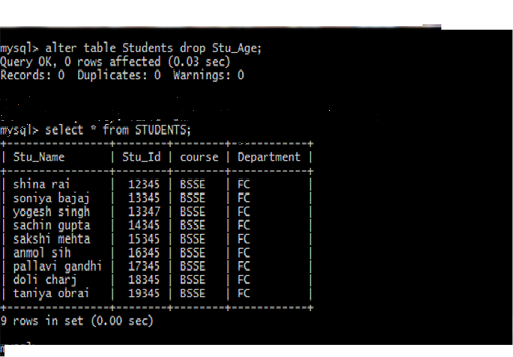 mysql> alter table Students drop Stu_Age;
Query OK, 0 rows affected (0.03 sec)
Records: 0  Duplicates: 0  Warnings: 0
mysql> select * from STUDENTS;
+----------------+--------+--------+------------+
| Stu_Name       | Stu_Id | course | Department |
+----------------+--------+--------+------------+
| shina rai      |  12345 | BSSE   | FC         |
| soniya bajaj   |  13345 | BSSE   | FC         |
| yogesh singh   |  13347 | BSSE   | FC         |
| sachin gupta   |  14345 | BSSE   | FC         |
| sakshi mehta   |  15345 | BSSE   | FC         |
| anmol sih      |  16345 | BSSE   | FC         |
| pallavi gandhi |  17345 | BSSE   | FC         |
| doli charj     |  18345 | BSSE   | FC         |
| taniya obrai   |  19345 | BSSE   | FC         |
+----------------+--------+--------+------------+
9 rows in set (0.00 sec)